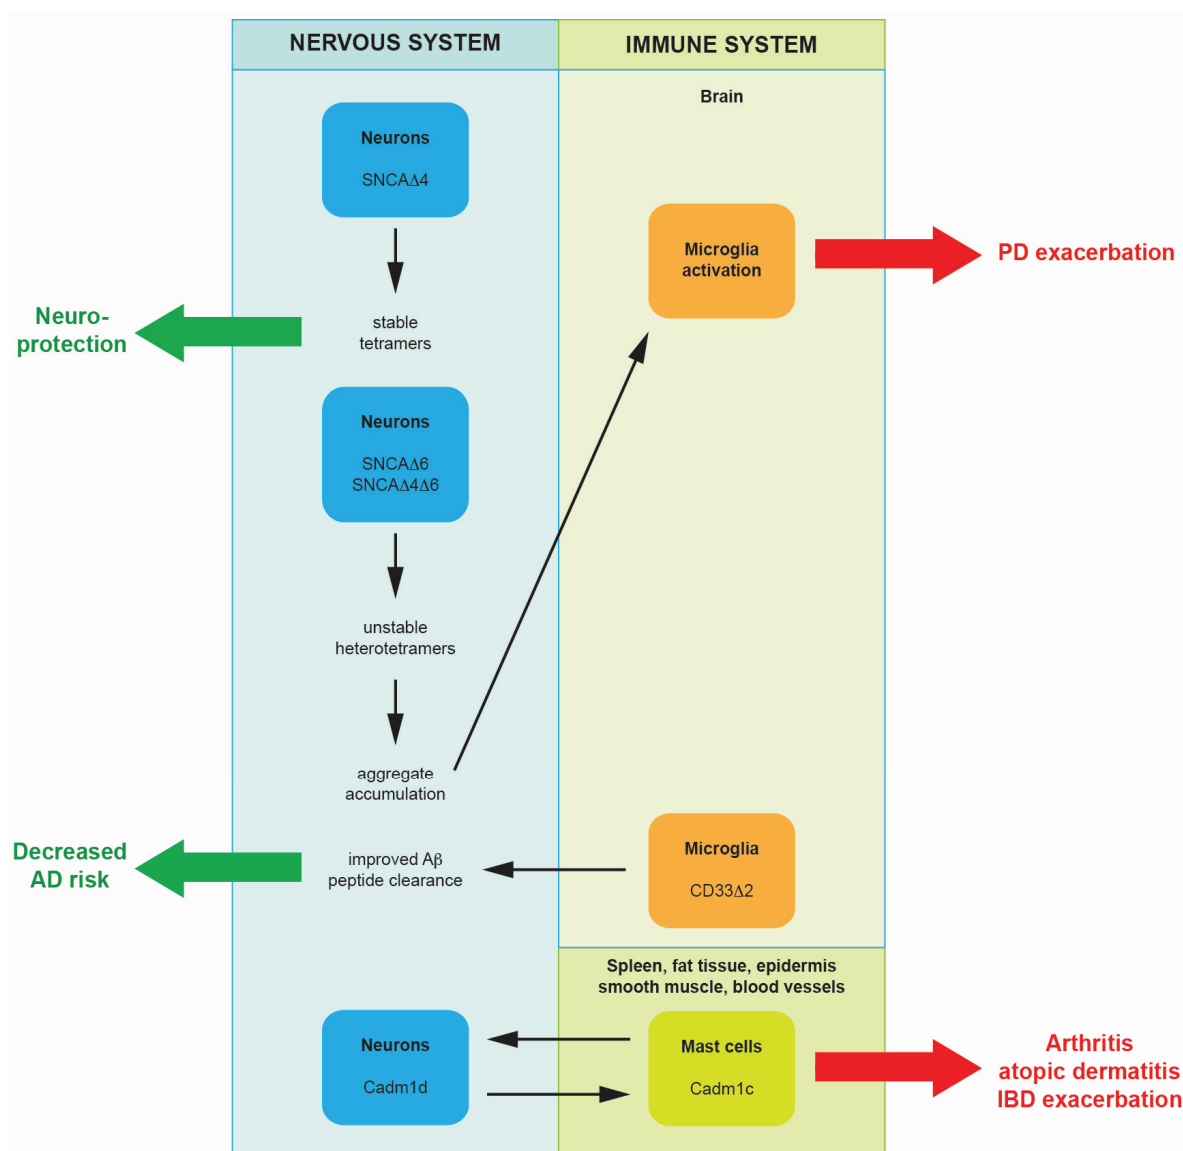 NERVOUS SYSTEM
IMMUNE SYSTEM
Brain
Neurons
SNCAΔ4
Microglia
activation
PD exacerbation
Neuro-
protection
stable
tetramers
Neurons
SNCAΔ6
SNCAΔ4Δ6
unstable
heterotetramers
aggregate
accumulation
Decreased
AD risk
improved Aβ
peptide clearance
Microglia
CD33Δ2
Spleen, fat tissue, epidermis
smooth muscle, blood vessels
Neurons
Cadm1d
Mast cells
Cadm1c
Arthritis
atopic dermatitis
IBD exacerbation